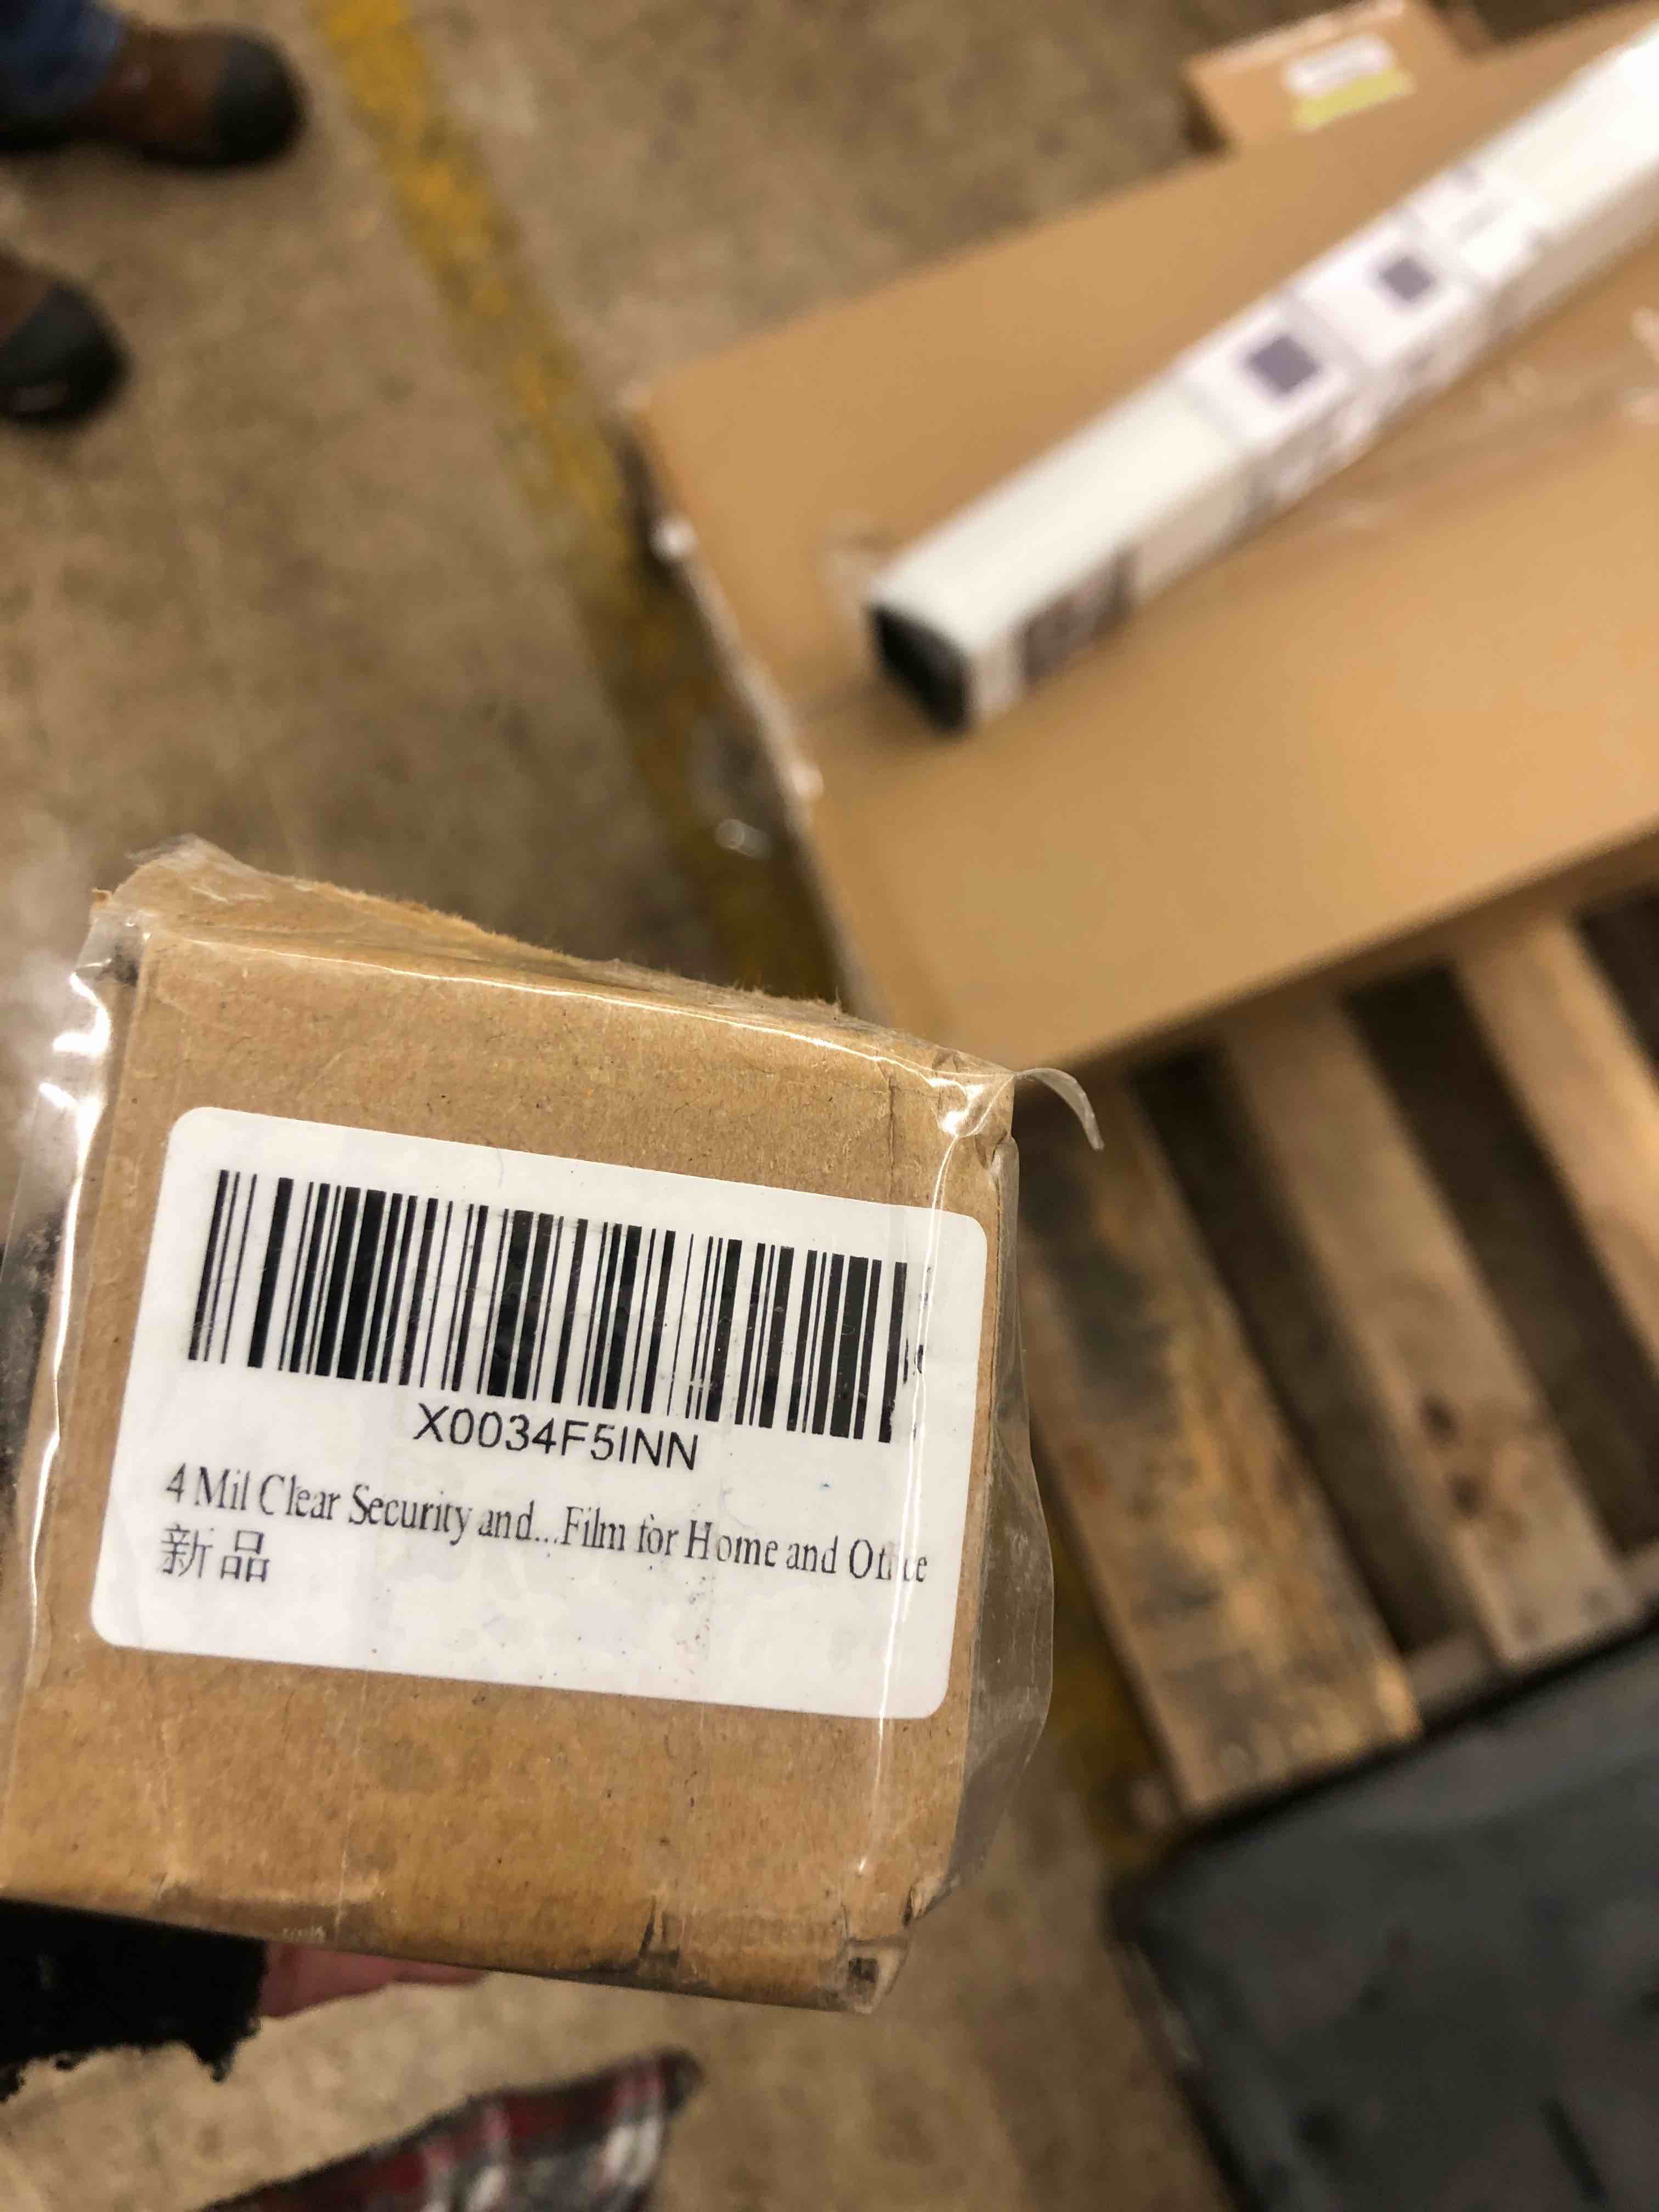 X0034F5INN
4 Mil Clear Security and...Film for Home and Office
新品